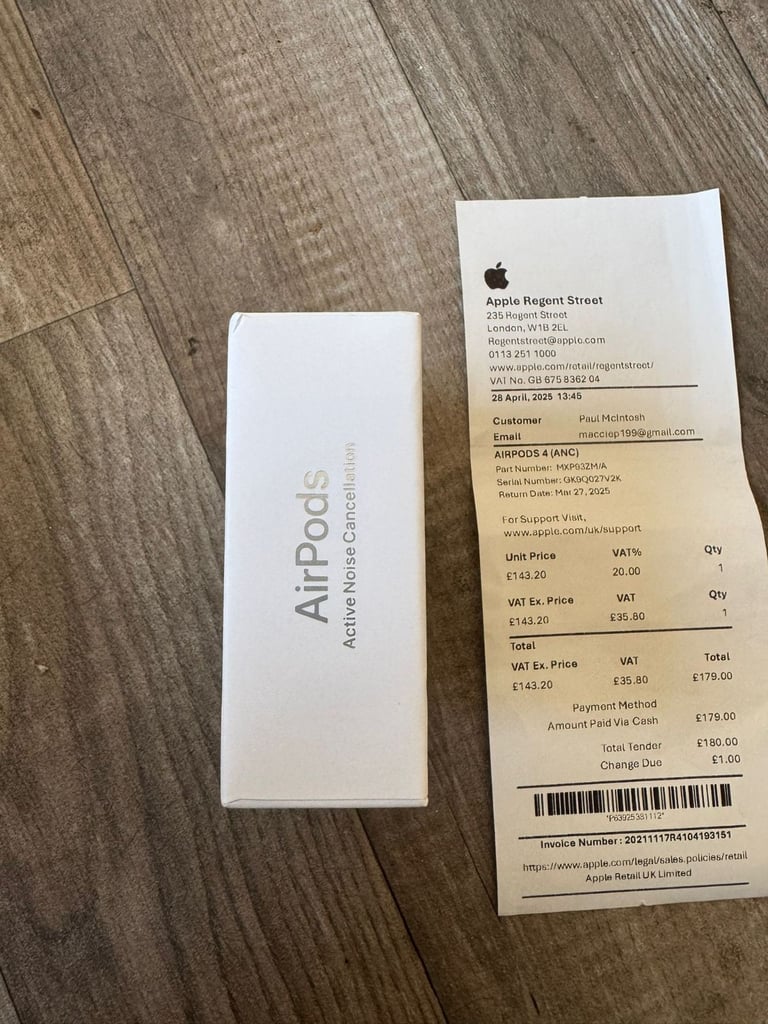 AirPods
Active Noise Cancellation
Apple Regent Street
235 Regent Street
London, W1B 2EL
Regentstreet@apple.com
0113 251 1000
www.apple.com/retail/regentstreet/
VAT No. GB 675 8362 04
28 April, 2025 13:45
Customer Paul McIntosh
Email macciep199@gmail.com
AIRPODS 4 (ANC)
Part Number: MXP93ZM/A
Serial Number: GK9Q027V2K
Return Date: Mar 27, 2025
For Support Visit,
www.apple.com/uk/support
Unit Price VAT% Qty
£143.20 20.00 1
VAT Ex. Price VAT Qty
£143.20 £35.80 1
Total
VAT Ex. Price VAT Total
£143.20 £35.80 £179.00
Payment Method
Amount Paid Via Cash £179.00
Total Tender £180.00
Change Due £1.00
*P63925381112*
Invoice Number : 20211117R4104193151
https://www.apple.com/legal/sales.policies/retail
Apple Retail UK Limited